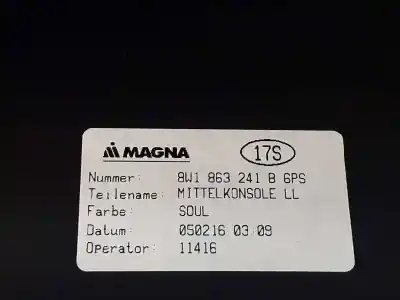 MAGNA 17S
Nummer: 8W1 863 241 B 6PS
Teilename: MITTELKONSOLE LL
Farbe: SOUL
Datum: 050216 03 09
Operator: 11416